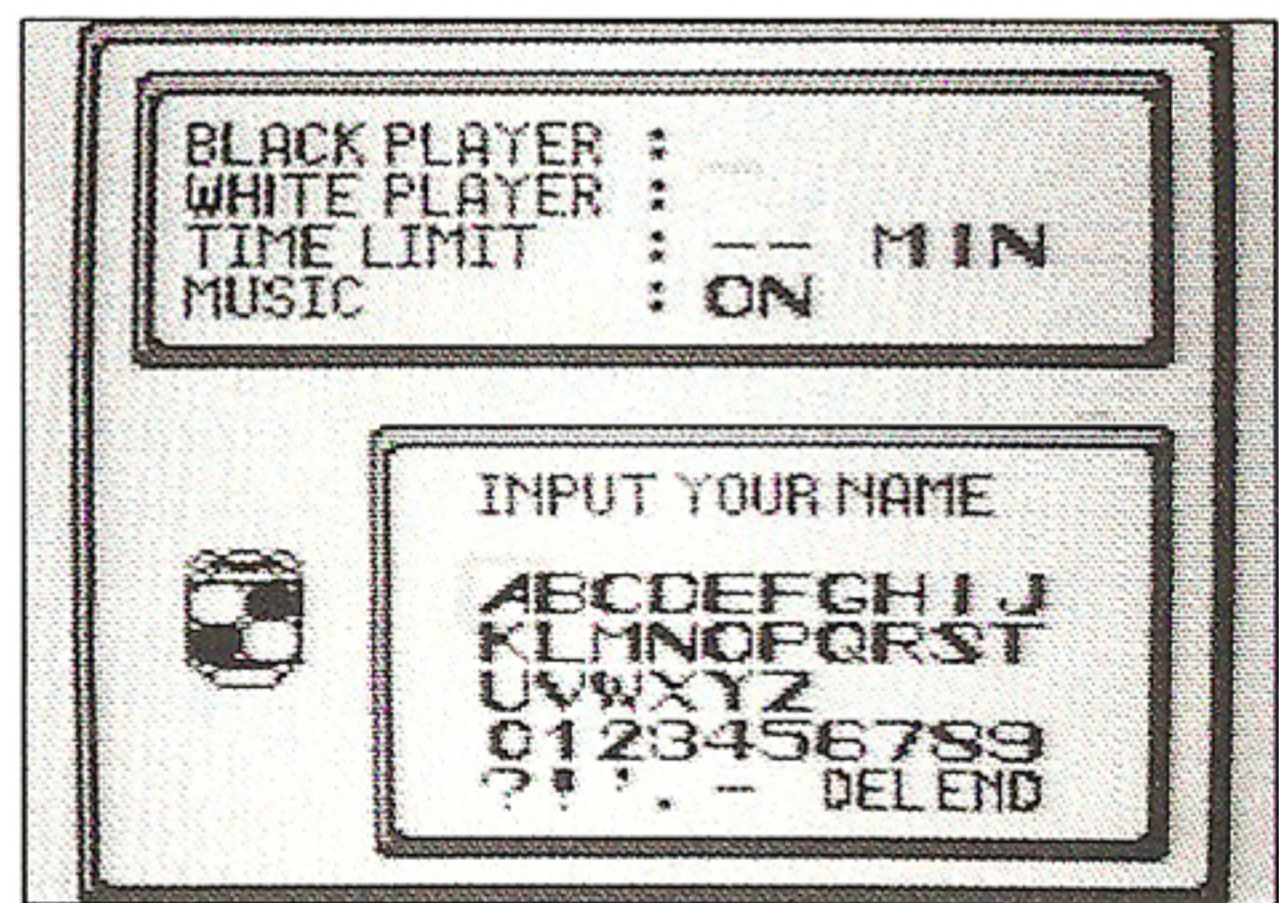 BLACK PLAYER :
WHITE PLAYER :
TIME LIMIT : -- MIN
MUSIC : ON
INPUT YOUR NAME
ABCDEFGHIJ
KLMNOPQRST
UVWXYZ
0123456789
?!'.- DEL END